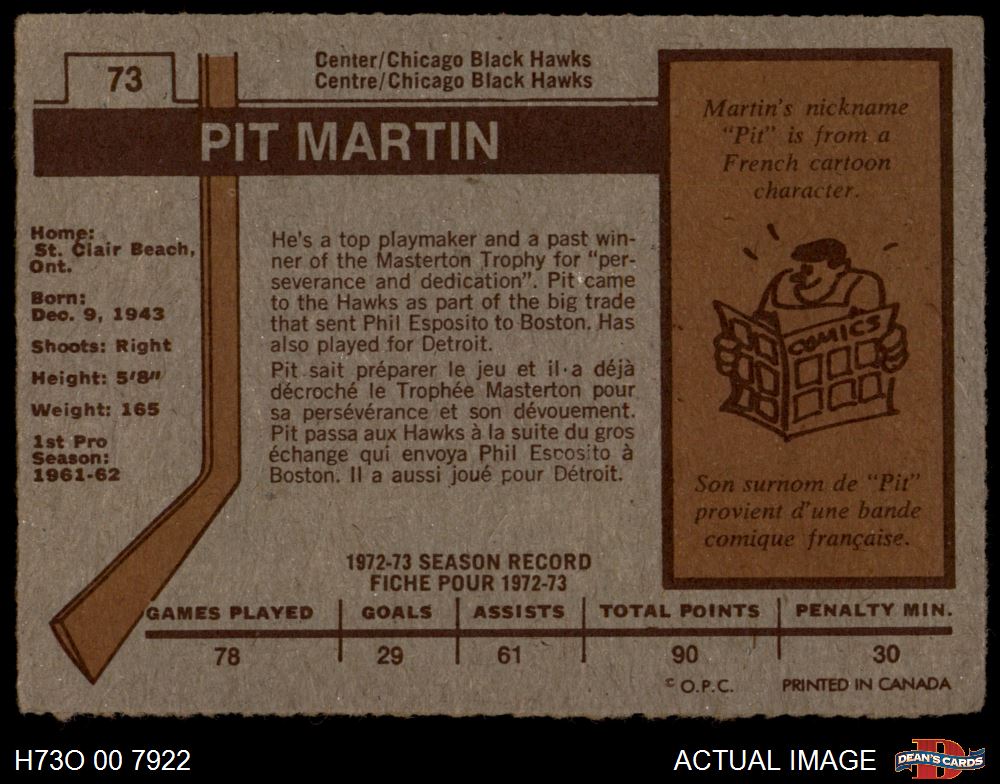 73
Center/Chicago Black Hawks
Centre/Chicago Black Hawks
PIT MARTIN
Home:
St. Clair Beach,
Ont.
Born:
Dec. 9, 1943
Shoots: Right
Height: 5'8"
Weight: 165
1st Pro
Season:
1961-62
He's a top playmaker and a past win-
ner of the Masterton Trophy for "per-
severance and dedication". Pit came
to the Hawks as part of the big trade
that sent Phil Esposito to Boston. Has
also played for Detroit.
Pit sait préparer le jeu et il a déjà
décroché le Trophée Masterton pour
sa persévérance et son dévouement.
Pit passa aux Hawks à la suite du gros
échange qui envoya Phil Esposito à
Boston. Il a aussi joué pour Détroit.
Martin's nickname
"Pit" is from a
French cartoon
character.
COMICS
Son surnom de "Pit"
provient d'une bande
comique française.
1972-73 SEASON RECORD
FICHE POUR 1972-73
GAMES PLAYED GOALS ASSISTS TOTAL POINTS PENALTY MIN.
78 29 61 90 30
© O.P.C. PRINTED IN CANADA
H73O 00 7922
ACTUAL IMAGE
DEAN'S CARDS